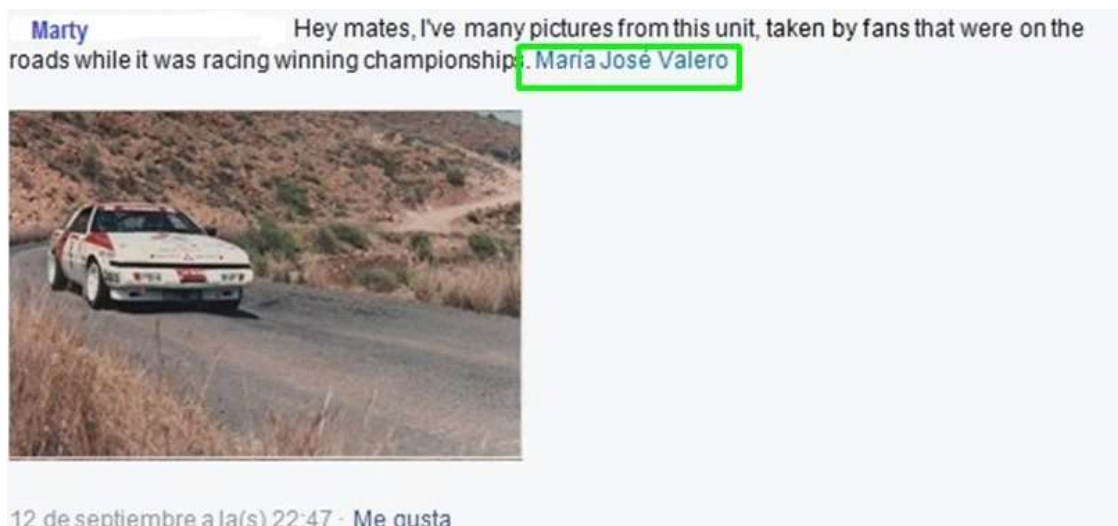 Marty Hey mates, I've many pictures from this unit, taken by fans that were on the
roads while it was racing winning championships. María José Valero
12 de septiembre a la(s) 22:47 · Me gusta